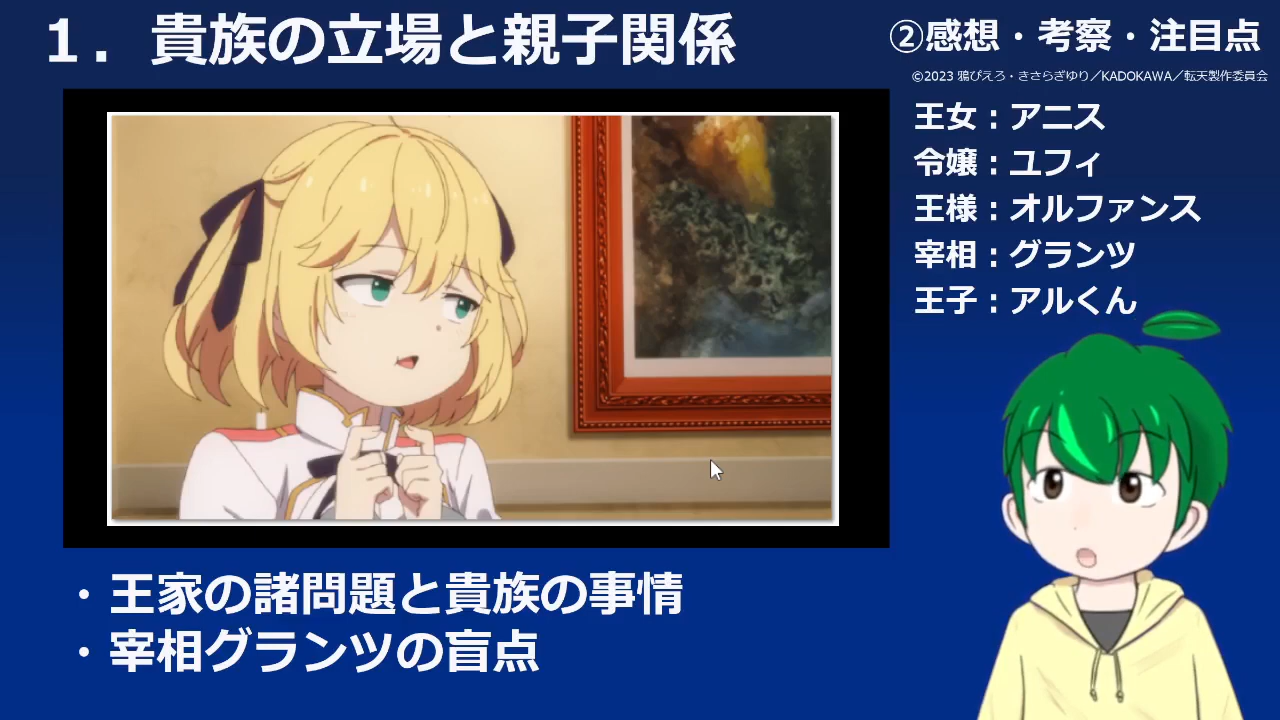 １．貴族の立場と親子関係
②感想・考察・注目点
©2023 鴉ぴえろ・きさらぎゆり／KADOKAWA／転天製作委員会
王女：アニス
令嬢：ユフィ
王様：オルファンス
宰相：グランツ
王子：アルくん
・王家の諸問題と貴族の事情
・宰相グランツの盲点